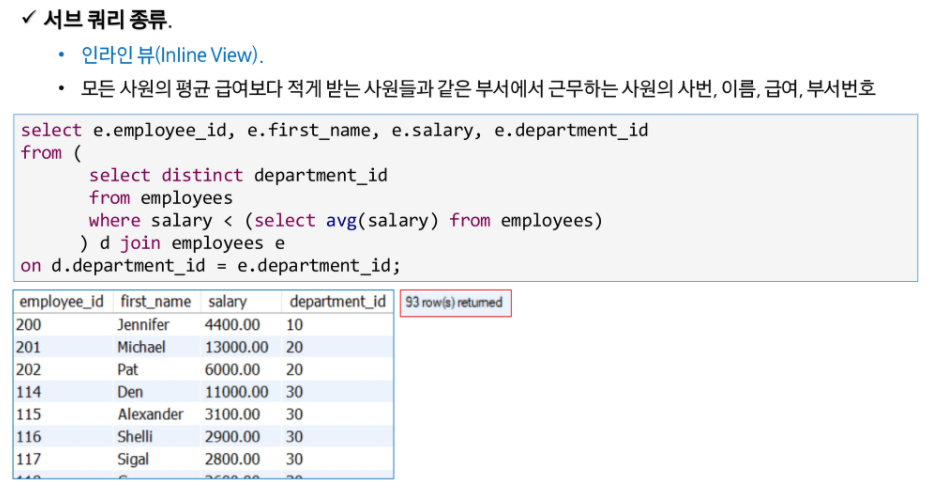 ✓ 서브 쿼리 종류.
• 인라인 뷰(Inline View).
• 모든 사원의 평균 급여보다 적게 받는 사원들과 같은 부서에서 근무하는 사원의 사번, 이름, 급여, 부서번호
select e.employee_id, e.first_name, e.salary, e.department_id
from (
select distinct department_id
from employees
where salary < (select avg(salary) from employees)
) d join employees e
on d.department_id = e.department_id;
employee_id first_name salary department_id 93 row(s) returned
200 Jennifer 4400.00 10
201 Michael 13000.00 20
202 Pat 6000.00 20
114 Den 11000.00 30
115 Alexander 3100.00 30
116 Shelli 2900.00 30
117 Sigal 2800.00 30